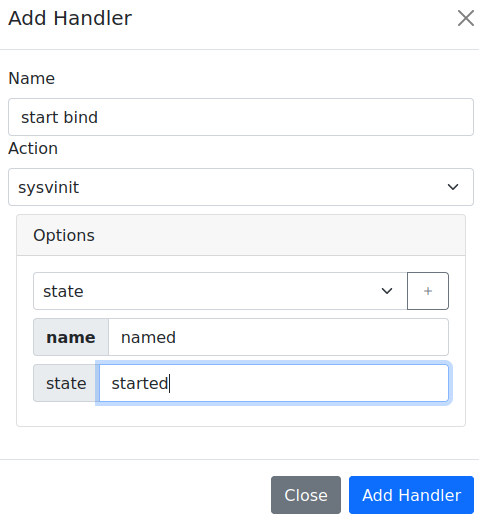 Add Handler
Name
start bind
Action
sysvinit
Options
state
+
name named
state started
Close Add Handler